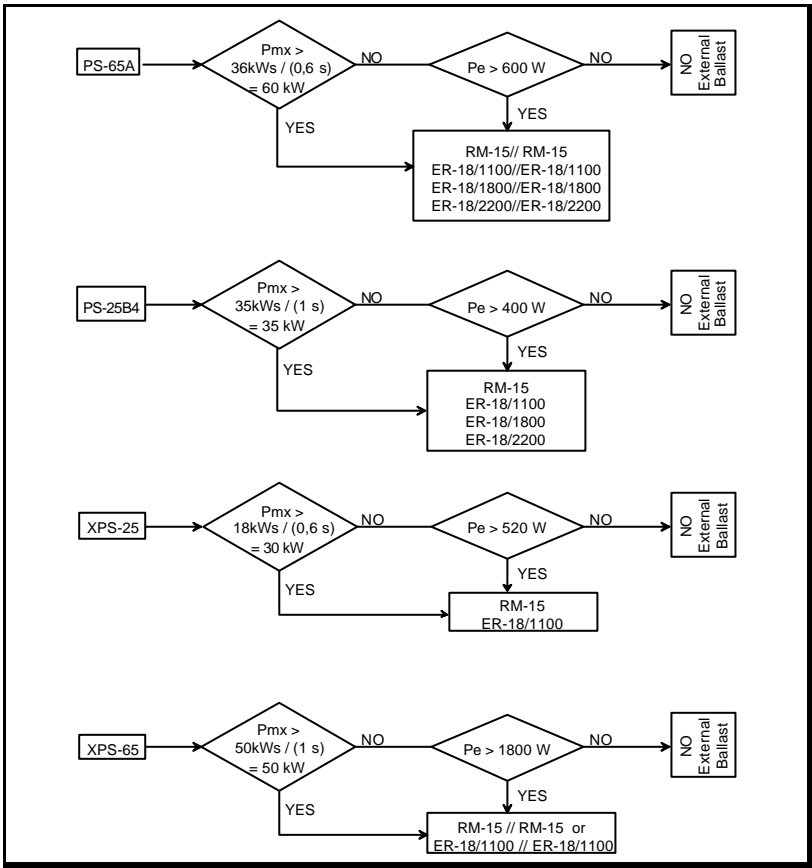 PS-65A
Pmx >
36kWs / (0,6 s)
= 60 kW
NO
Pe > 600 W
NO
NO
External
Ballast
YES
YES
RM-15// RM-15
ER-18/1100//ER-18/1100
ER-18/1800//ER-18/1800
ER-18/2200//ER-18/2200
PS-25B4
Pmx >
35kWs / (1 s)
= 35 kW
NO
Pe > 400 W
NO
NO
External
Ballast
YES
YES
RM-15
ER-18/1100
ER-18/1800
ER-18/2200
XPS-25
Pmx >
18kWs / (0,6 s)
= 30 kW
NO
Pe > 520 W
NO
NO
External
Ballast
YES
YES
RM-15
ER-18/1100
XPS-65
Pmx >
50kWs / (1 s)
= 50 kW
NO
Pe > 1800 W
NO
NO
External
Ballast
YES
YES
RM-15 // RM-15 or
ER-18/1100 // ER-18/1100